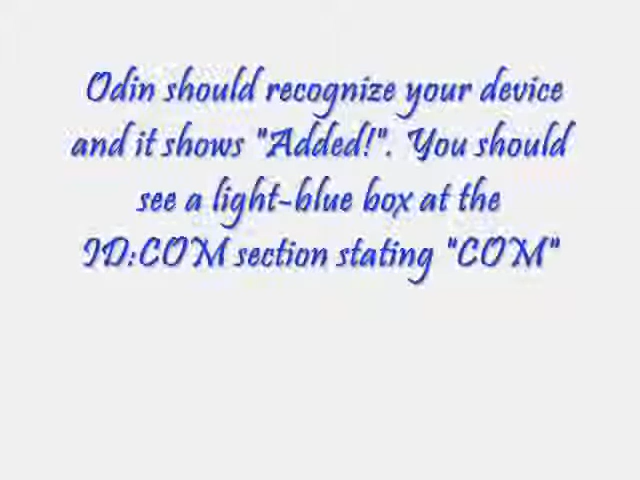 Odin should recognize your device
and it shows "Added!". You should
see a light-blue box at the
ID:COM section stating "COM"